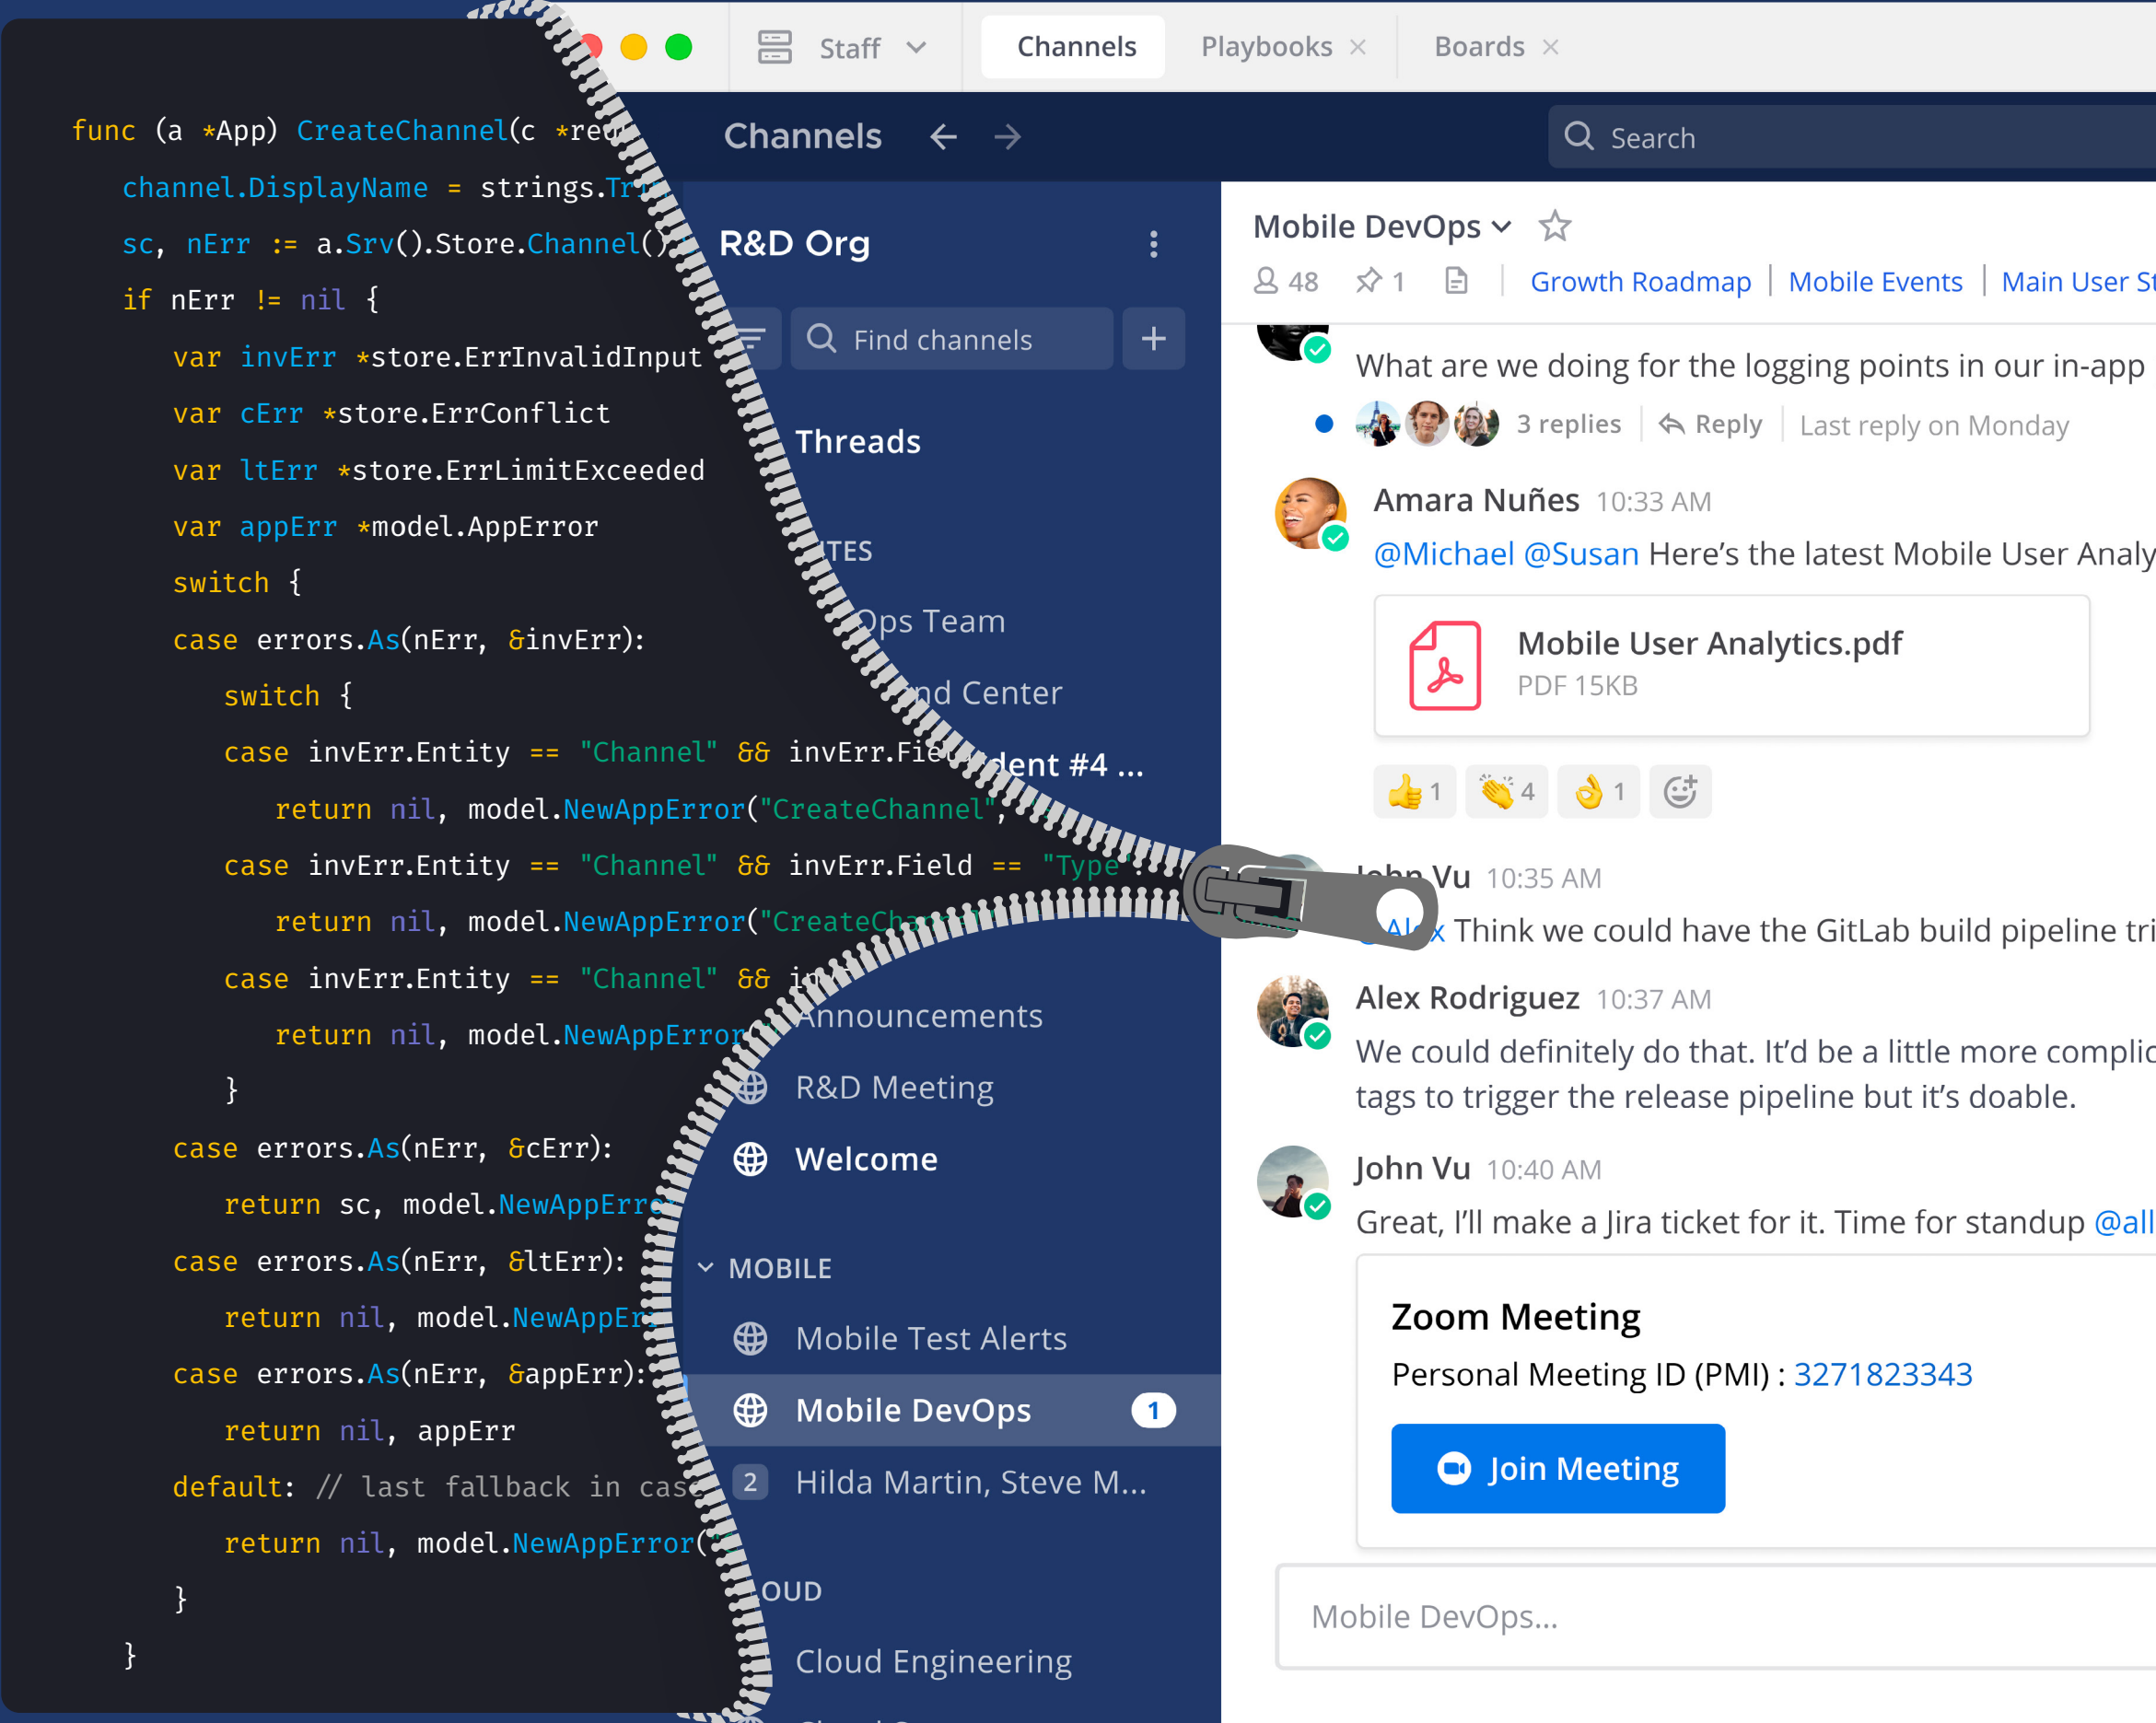 func (a *App) CreateChannel(c *req
channel.DisplayName = strings.Tri
sc, nErr := a.Srv().Store.Channel()
if nErr != nil {
var invErr *store.ErrInvalidInput
var cErr *store.ErrConflict
var ltErr *store.ErrLimitExceeded
var appErr *model.AppError
switch {
case errors.As(nErr, &invErr):
switch {
case invErr.Entity == "Channel" && invErr.Fie
return nil, model.NewAppError("CreateChannel",
case invErr.Entity == "Channel" && invErr.Field == "Type":
return nil, model.NewAppError("CreateChannel"
case invErr.Entity == "Channel" && inv
return nil, model.NewAppError(
}
case errors.As(nErr, &cErr):
return sc, model.NewAppErro
case errors.As(nErr, &ltErr):
return nil, model.NewAppErr
case errors.As(nErr, &appErr):
return nil, appErr
default: // last fallback in case
return nil, model.NewAppError(
}
}
Staff
Channels
Playbooks
Boards
Channels
Search
R&D Org
Find channels
Threads
ITES
Ops Team
nd Center
dent #4 ...
Announcements
R&D Meeting
Welcome
MOBILE
Mobile Test Alerts
Mobile DevOps 1
2 Hilda Martin, Steve M...
OUD
Cloud Engineering
Mobile DevOps
48 1 Growth Roadmap Mobile Events Main User St
What are we doing for the logging points in our in-app
3 replies Reply Last reply on Monday
Amara Nuñes 10:33 AM
@Michael @Susan Here’s the latest Mobile User Analy
Mobile User Analytics.pdf
PDF 15KB
1 4 1
John Vu 10:35 AM
@Alex Think we could have the GitLab build pipeline tri
Alex Rodriguez 10:37 AM
We could definitely do that. It’d be a little more complic
tags to trigger the release pipeline but it’s doable.
John Vu 10:40 AM
Great, I’ll make a Jira ticket for it. Time for standup @all
Zoom Meeting
Personal Meeting ID (PMI) : 3271823343
Join Meeting
Mobile DevOps...